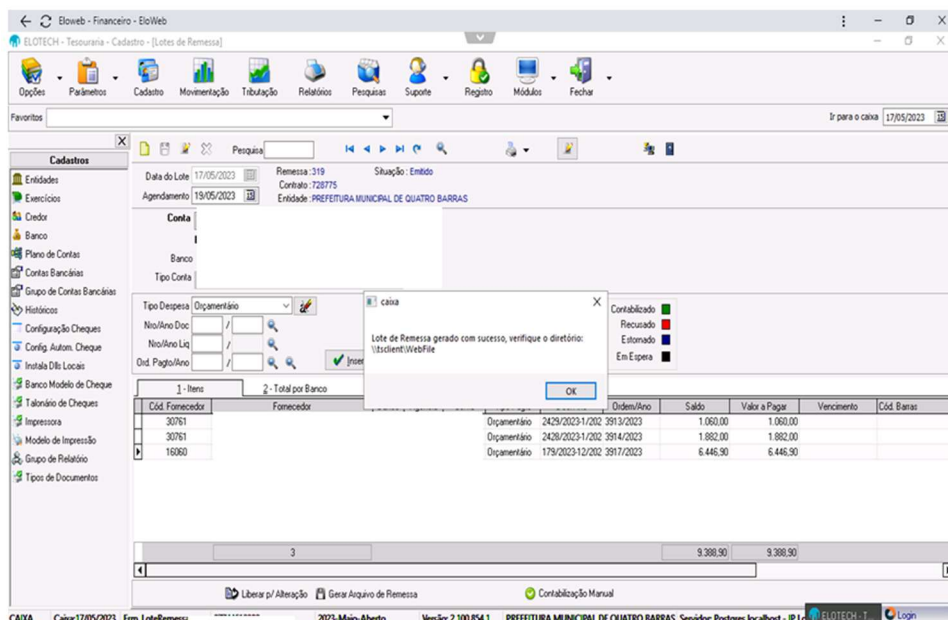 Eloweb - Financeiro - EloWeb
ELOTECH - Tesouraria - Cadastro - [Lotes de Remessa]
Opções Parâmetros Cadastro Movimentação Tributação Relatórios Pesquisas Suporte Registro Módulos Fechar
Favoritos Ir para o caixa 17/05/2023
Cadastros
Entidades
Exercícios
Credor
Banco
Plano de Contas
Contas Bancárias
Grupo de Contas Bancárias
Históricos
Configuração Cheques
Config. Autom. Cheque
Instala Dlls Locais
Banco Modelo de Cheque
Talonário de Cheques
Impressora
Modelo de Impressão
Grupo de Relatório
Tipos de Documentos
Pesquisa
Data do Lote 17/05/2023 Remessa : 319 Situação : Emitido
Contrato : 728775
Agendamento 19/05/2023 Entidade : PREFEITURA MUNICIPAL DE QUATRO BARRAS
Conta
Banco
Tipo Conta
Tipo Despesa Orçamentário
Nro/Ano Doc /
Nro/Ano Liq /
Ord. Pagto/Ano /
caixa
Lote de Remessa gerado com sucesso, verifique o diretório:
\\tsclient\WebFile
OK
Contabilizado
Recusado
Estornado
Em Espera
1 - Itens 2 - Total por Banco
Cód. Fornecedor Fornecedor Ordem/Ano Saldo Valor a Pagar Vencimento Cód. Barras
30761 Orçamentário 2429/2023-1/202 3913/2023 1.060,00 1.060,00
30761 Orçamentário 2428/2023-1/202 3914/2023 1.882,00 1.882,00
16060 Orçamentário 179/2023-12/202 3917/2023 6.446,90 6.446,90
3 9.388,90 9.388,90
Liberar p/ Alteração Gerar Arquivo de Remessa Contabilização Manual
CAIXA Caixa:17/05/2023 Frm_LoteRemessa 2023-Maio-Aberto Versão: 2.100.854.1 PREFEITURA MUNICIPAL DE QUATRO BARRAS Servidor: Postgres localhost - IP ELOTECH - T... Login